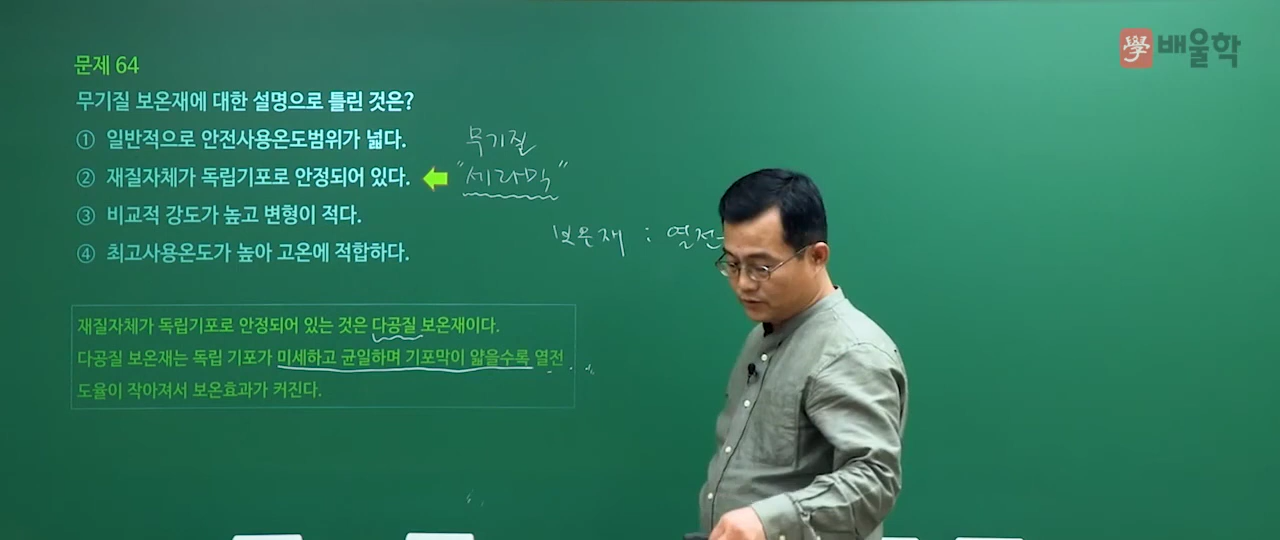 學 배울학
문제 64
무기질 보온재에 대한 설명으로 틀린 것은?
① 일반적으로 안전사용온도범위가 넓다.
② 재질자체가 독립기포로 안정되어 있다.
③ 비교적 강도가 높고 변형이 적다.
④ 최고사용온도가 높아 고온에 적합하다.
무기질
"세라믹"
보온재 : 열전
재질자체가 독립기포로 안정되어 있는 것은 다공질 보온재이다.
다공질 보온재는 독립 기포가 미세하고 균일하며 기포막이 얇을수록 열전
도율이 작아져서 보온효과가 커진다.